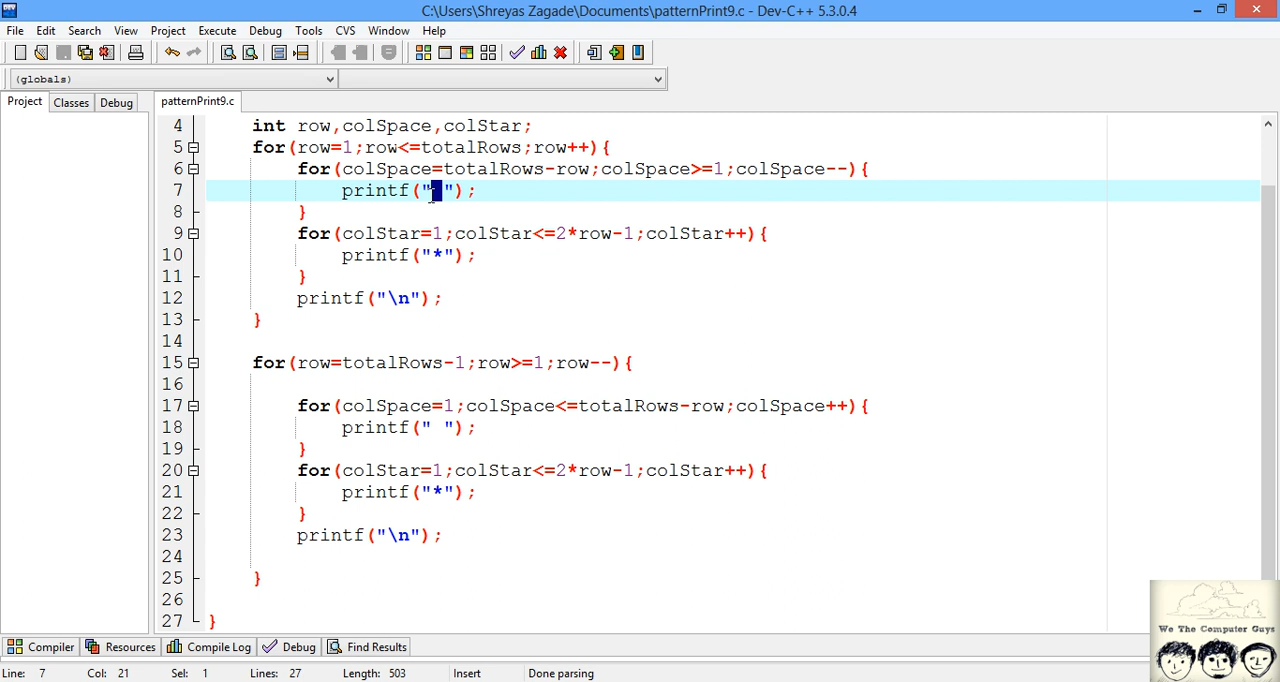 C:\Users\Shreyas Zagade\Documents\patternPrint9.c - Dev-C++ 5.3.0.4
File Edit Search View Project Execute Debug Tools CVS Window Help
(globals)
Project Classes Debug patternPrint9.c
4 int row,colSpace,colStar;
5 for(row=1;row<=totalRows;row++){
6 for(colSpace=totalRows-row;colSpace>=1;colSpace--){
7 printf(" ");
8 }
9 for(colStar=1;colStar<=2*row-1;colStar++){
10 printf("*");
11 }
12 printf("\n");
13 }
14
15 for(row=totalRows-1;row>=1;row--){
16
17 for(colSpace=1;colSpace<=totalRows-row;colSpace++){
18 printf(" ");
19 }
20 for(colStar=1;colStar<=2*row-1;colStar++){
21 printf("*");
22 }
23 printf("\n");
24
25 }
26
27 }
We The Computer Guys
Compiler Resources Compile Log Debug Find Results
Line: 7 Col: 21 Sel: 1 Lines: 27 Length: 503 Insert Done parsing